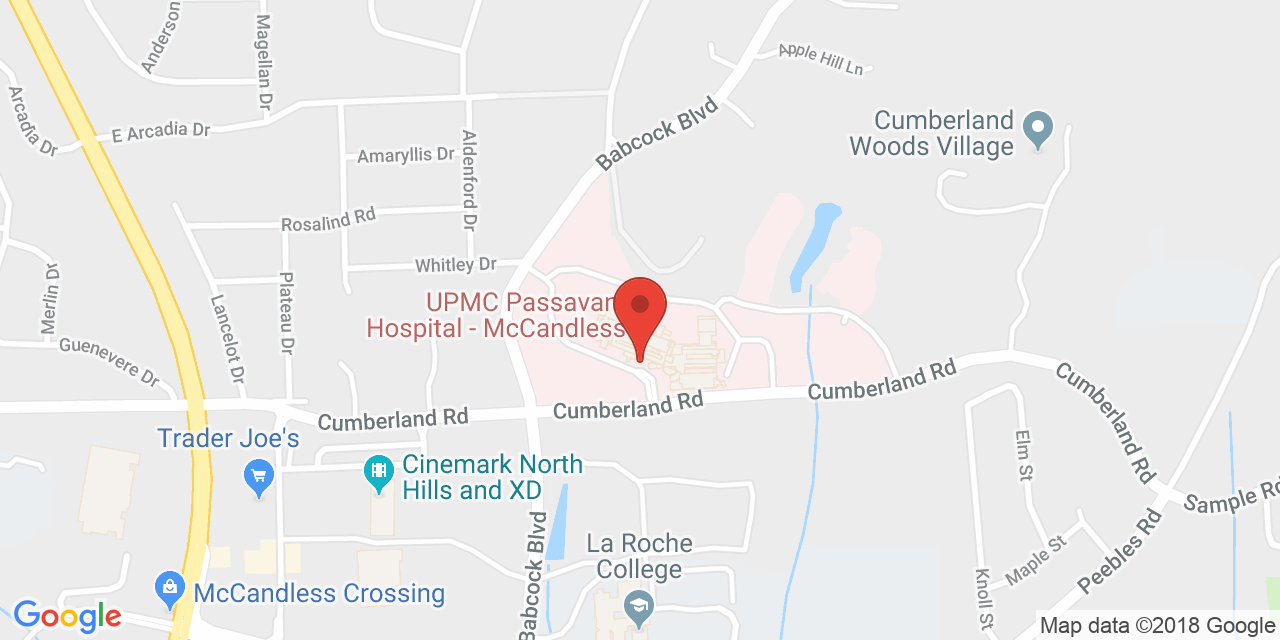 Anderson
Magellan Dr
Apple Hill Ln
Arcadia Dr
E Arcadia Dr
Babcock Blvd
Cumberland
Woods Village
Amaryllis Dr
Aldenford Dr
Rosalind Rd
Whitley Dr
Merlin Dr
Plateau Dr
Lancelot Dr
UPMC Passavan
Hospital - McCandless
Guenevere Dr
Cumberland Rd
Cumberland Rd
Cumberland Rd
Cumberland Rd
Trader Joe's
Cinemark North
Hills and XD
Elm St
Sample Rd
Babcock Blvd
La Roche
College
Maple St
Peebles Rd
Knoll St
McCandless Crossing
Google
Map data ©2018 Google